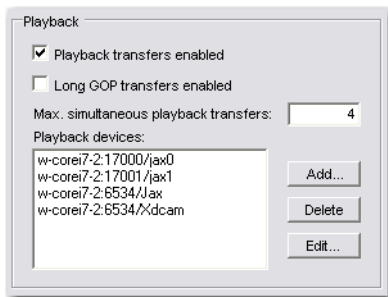 Playback
Playback transfers enabled
Long GOP transfers enabled
Max. simultaneous playback transfers: 4
Playback devices:
w-corei7-2:17000/jax0
w-corei7-2:17001/jax1
w-corei7-2:6534/Jax
w-corei7-2:6534/Xdcam
Add...
Delete
Edit...